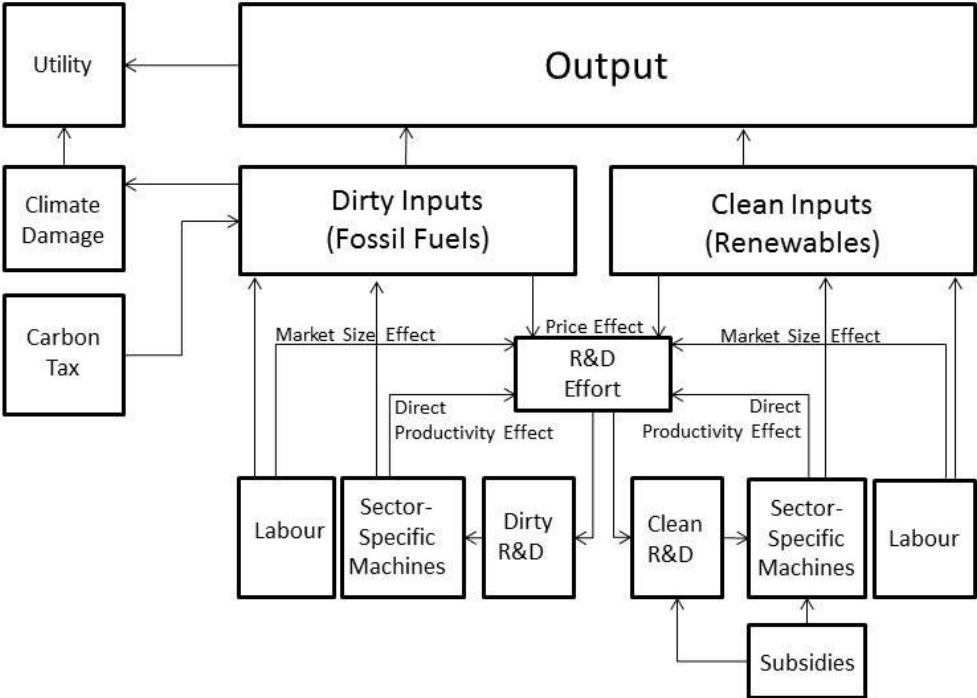 Utility
Output
Climate
Damage
Dirty Inputs
(Fossil Fuels)
Clean Inputs
(Renewables)
Carbon
Tax
Market Size Effect
Price Effect
Market Size Effect
R&D
Effort
Direct
Productivity Effect
Direct
Productivity Effect
Labour
Sector-
Specific
Machines
Dirty
R&D
Clean
R&D
Sector-
Specific
Machines
Labour
Subsidies